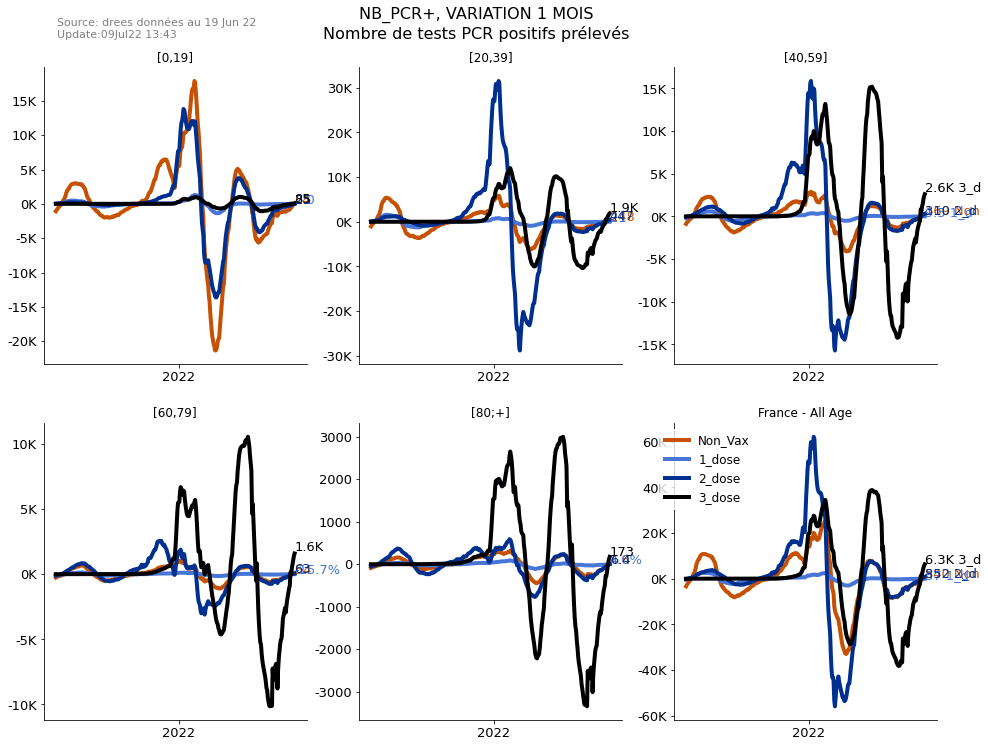 Source: drees données au 19 Jun 22
Update:09Jul22 13:43
NB_PCR+, VARIATION 1 MOIS
Nombre de tests PCR positifs prélevés
[0,19]
15K
10K
5K
0K
-5K
-10K
-15K
-20K
2022
[20,39]
30K
20K
10K
0K
-10K
-20K
-30K
2022
1.9K
[40,59]
15K
10K
5K
0K
-5K
-10K
-15K
2022
2.6K 3_d
2_d
[60,79]
10K
5K
0K
-5K
-10K
2022
1.6K
63
[80;+]
3000
2000
1000
0
-1000
-2000
-3000
2022
173
France - All Age
60K
40K
20K
0K
-20K
-40K
-60K
2022
Non_Vax
1_dose
2_dose
3_dose
6.3K 3_d
2_d